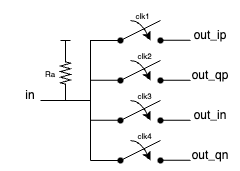 clk1
out_ip
clk2
Ra
out_qp
in
clk3
out_in
clk4
out_qn